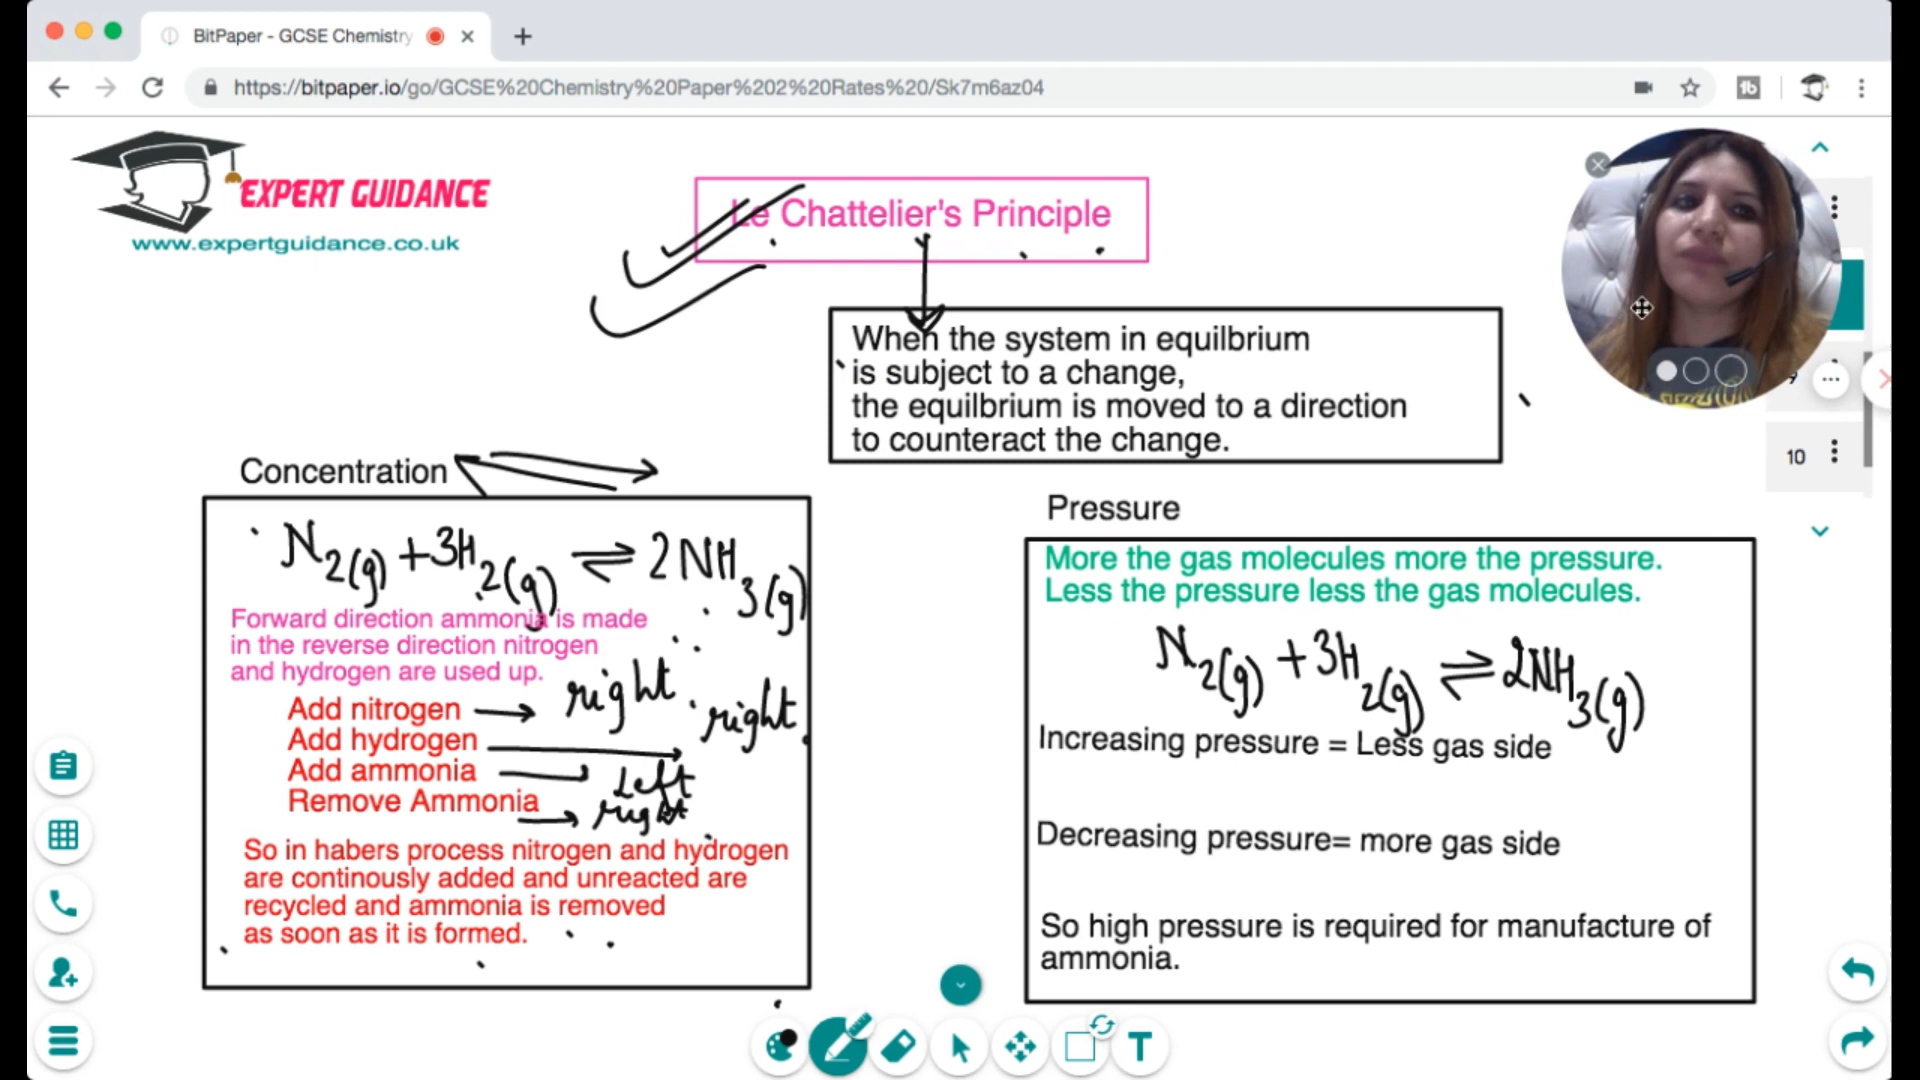 BitPaper - GCSE Chemistry
https://bitpaper.io/go/GCSE%20Chemistry%20Paper%202%20Rates%20/Sk7m6az04
EXPERT GUIDANCE
www.expertguidance.co.uk
Le Chattelier's Principle
When the system in equilbrium
is subject to a change,
the equilbrium is moved to a direction
to counteract the change.
10
Concentration
N2(g) + 3H2(g) ⇌ 2NH3(g)
Forward direction ammonia is made
in the reverse direction nitrogen
and hydrogen are used up.
Add nitrogen → right
Add hydrogen → right
Add ammonia → Left
Remove Ammonia → right
So in habers process nitrogen and hydrogen
are continously added and unreacted are
recycled and ammonia is removed
as soon as it is formed.
Pressure
More the gas molecules more the pressure.
Less the pressure less the gas molecules.
N2(g) + 3H2(g) ⇌ 2NH3(g)
Increasing pressure = Less gas side
Decreasing pressure= more gas side
So high pressure is required for manufacture of
ammonia.
T